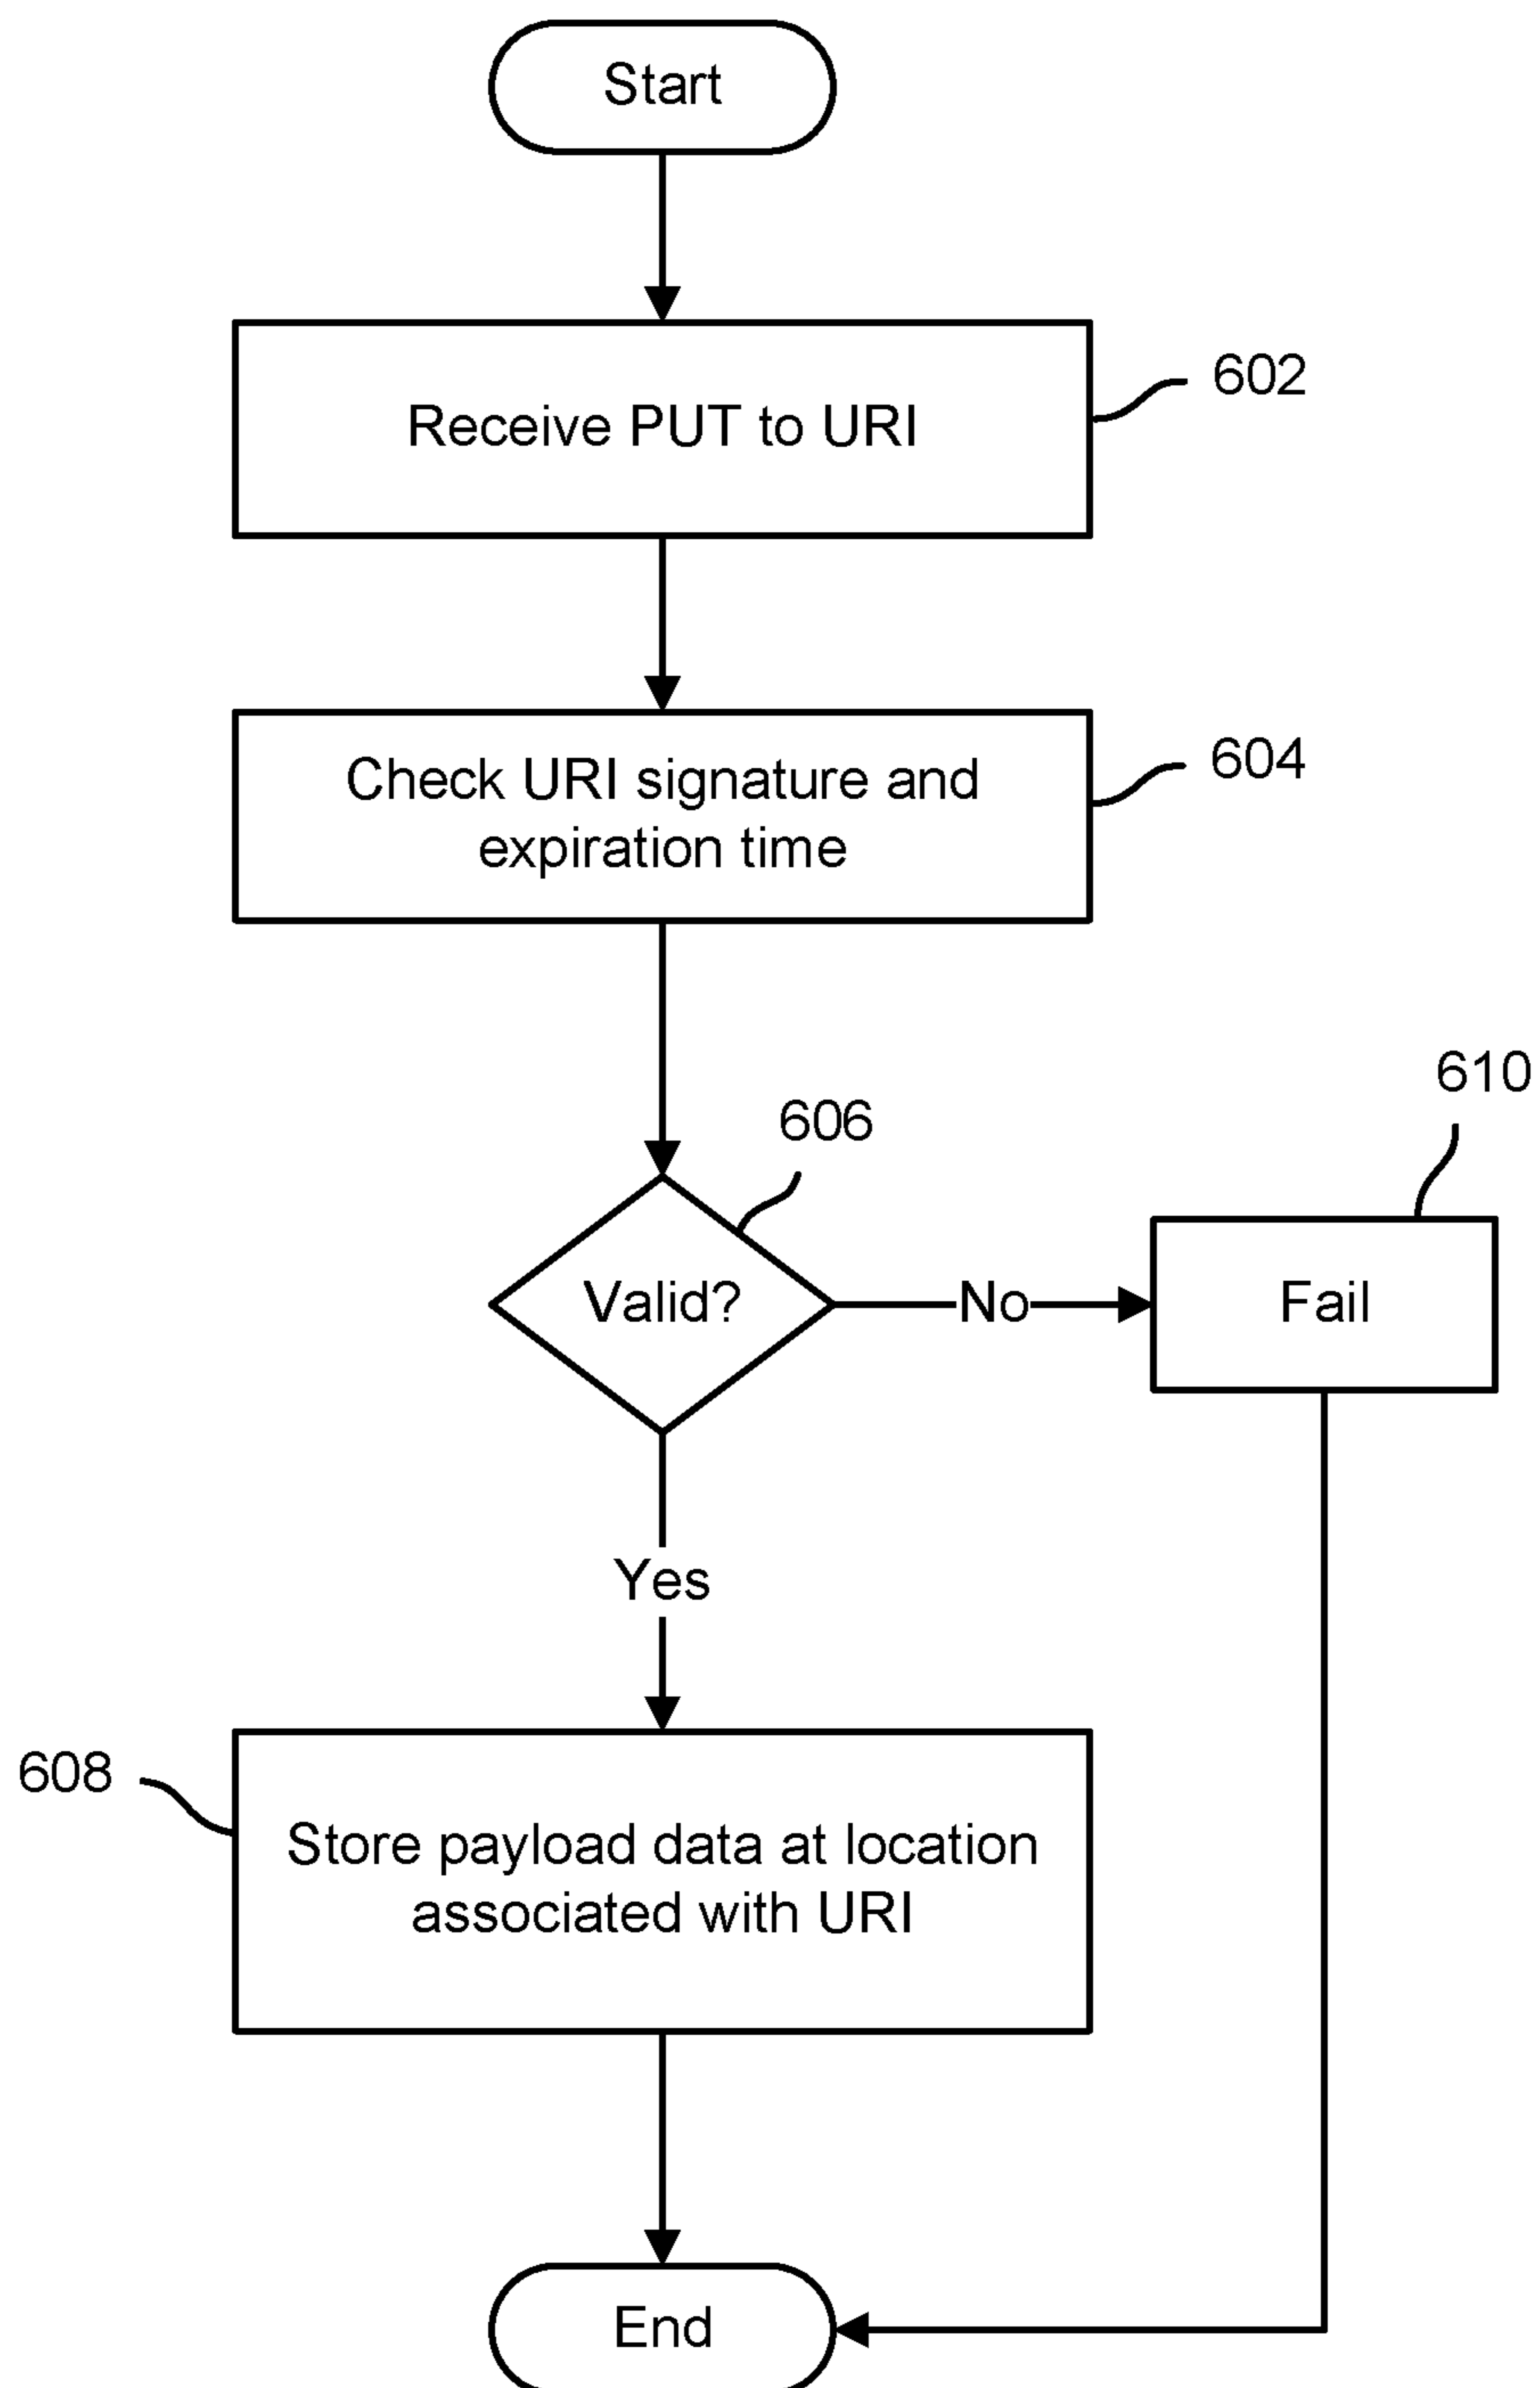 Start
Receive PUT to URI
602
Check URI signature and
expiration time
604
606
610
Valid?
No
Fail
Yes
608
Store payload data at location
associated with URI
End